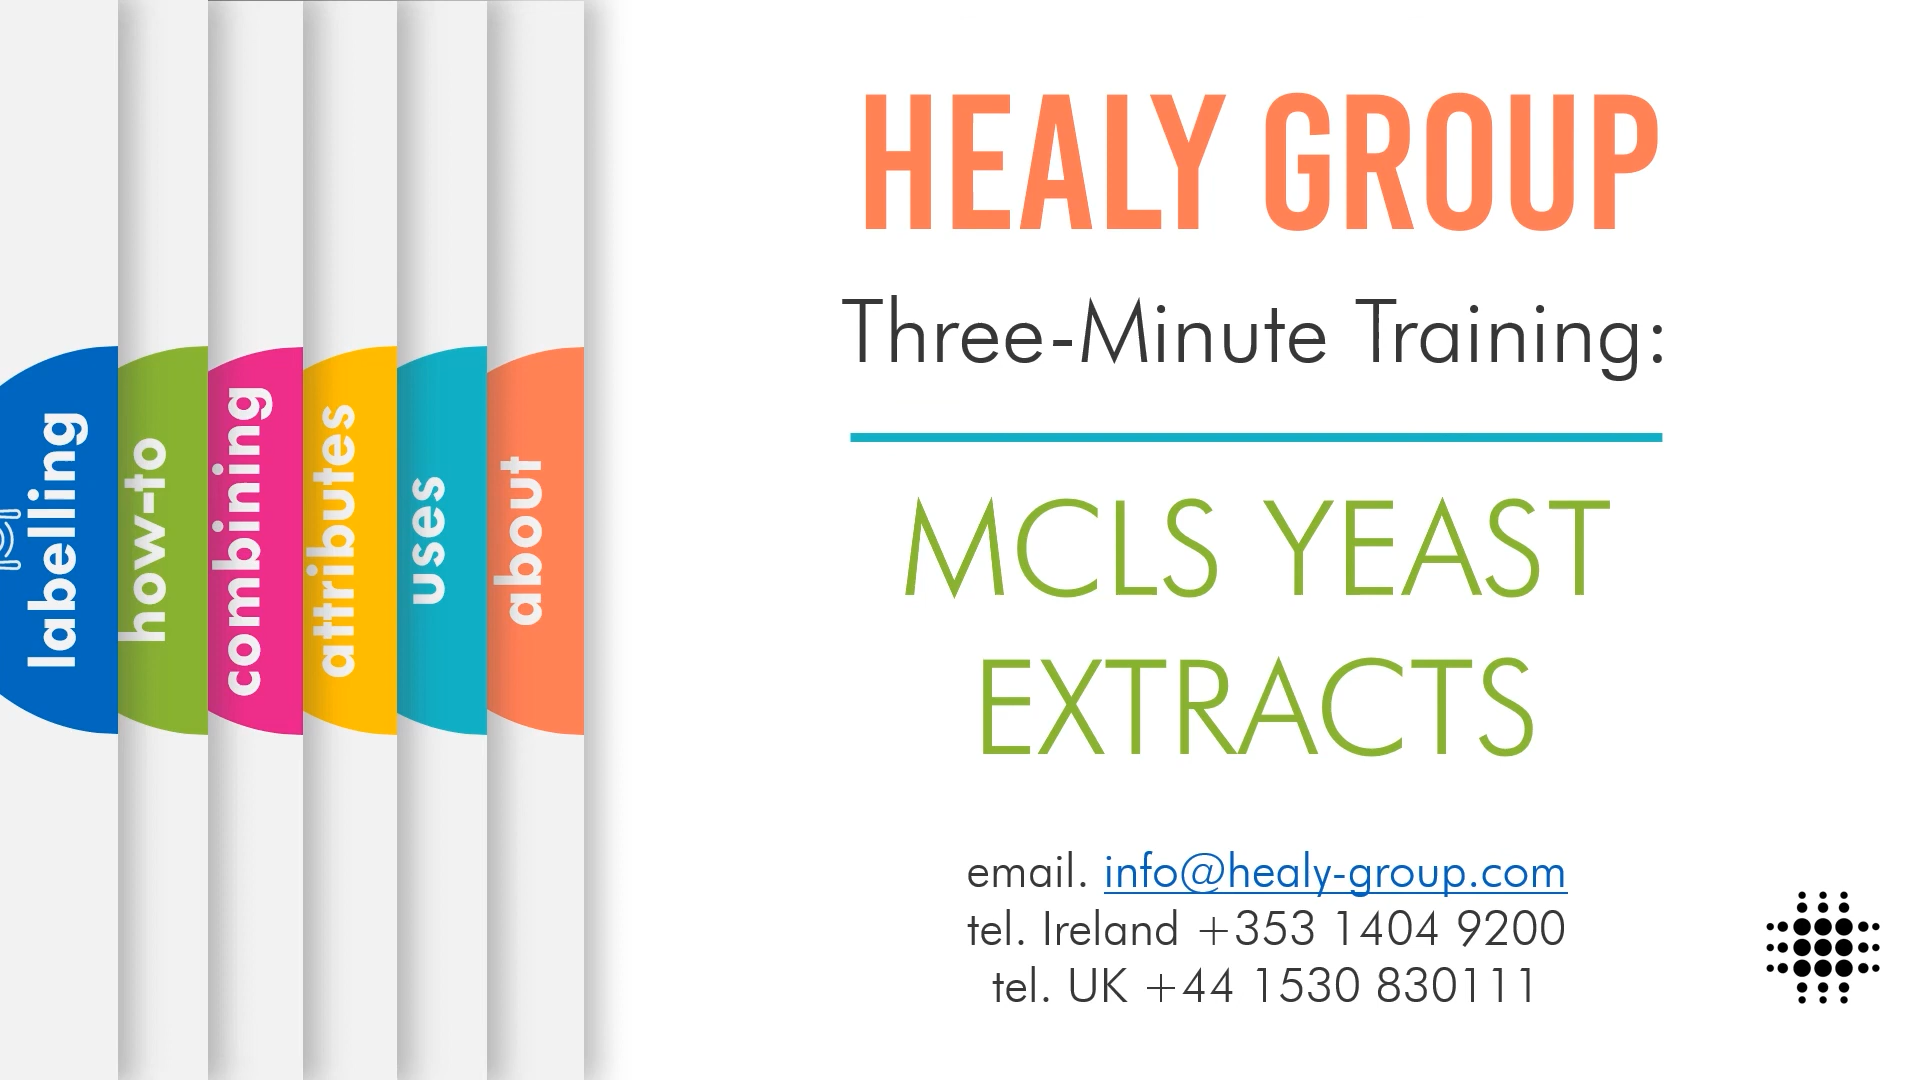 labelling
how-to
combining
attributes
uses
about
HEALY GROUP
Three-Minute Training:
MCLS YEAST
EXTRACTS
email. info@healy-group.com
tel. Ireland +353 1404 9200
tel. UK +44 1530 830111